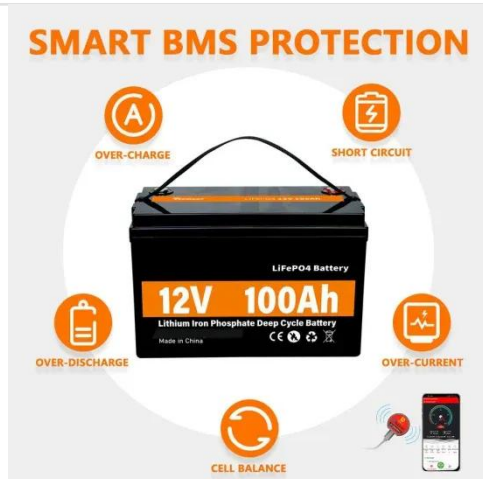 SMART BMS PROTECTION
OVER-CHARGE
SHORT CIRCUIT
LiFePO4 Battery
12V 100Ah
Lithium Iron Phosphate Deep Cycle Battery
Made in China
CE
OVER-DISCHARGE
OVER-CURRENT
CELL BALANCE